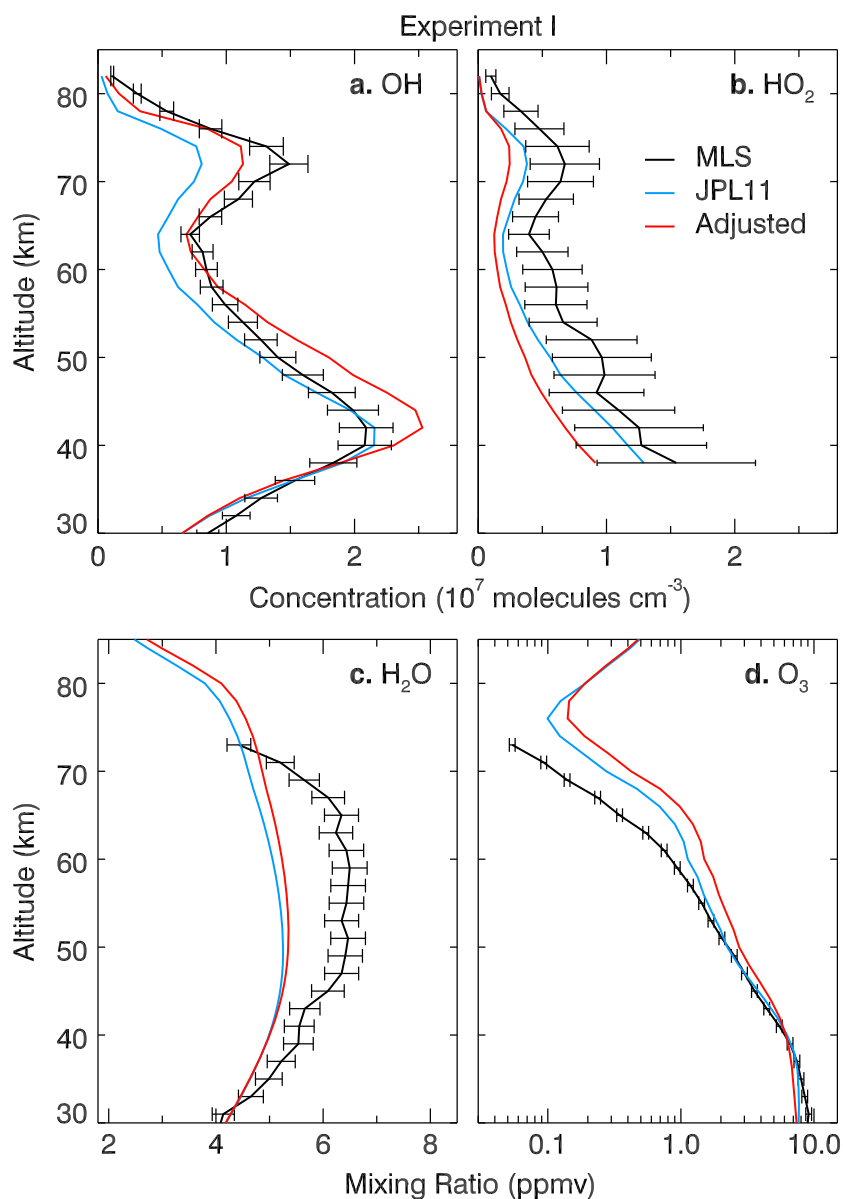 Experiment I
a. OH
b. HO₂
MLS
JPL11
Adjusted
Altitude (km)
80
70
60
50
40
30
0 1 2
0 1 2
Concentration (10⁷ molecules cm⁻³)
c. H₂O
d. O₃
Altitude (km)
80
70
60
50
40
30
2 4 6 8
0.1 1.0 10.0
Mixing Ratio (ppmv)